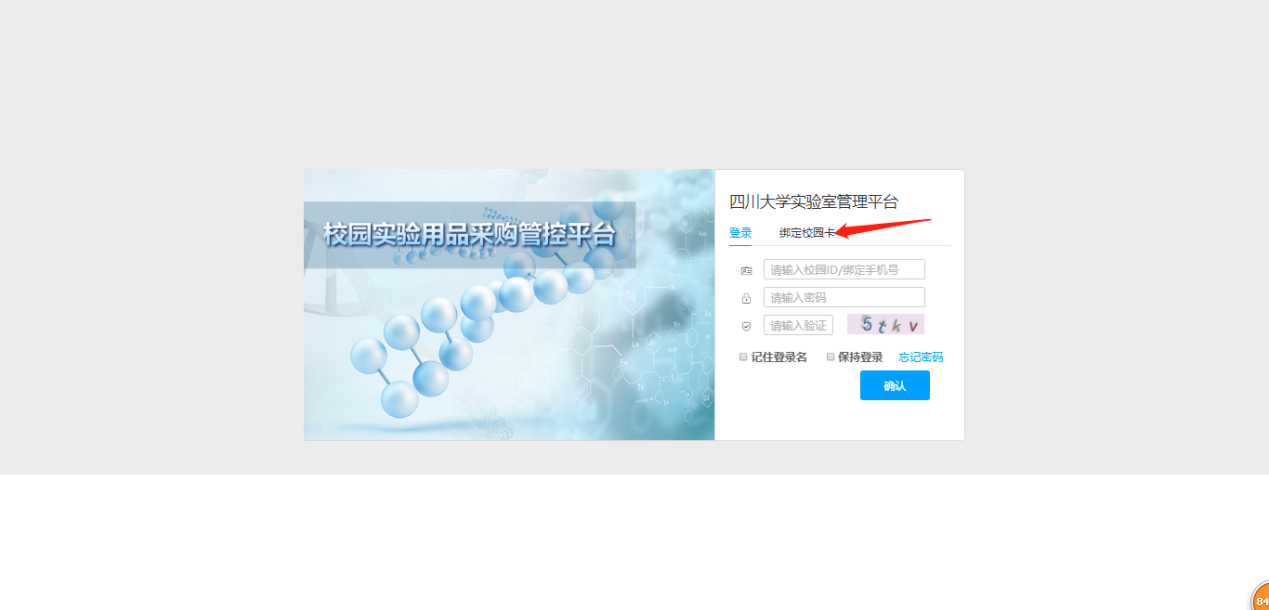 四川大学实验室管理平台
校园实验用品采购管控平台
登录 绑定校园卡
请输入校园ID/绑定手机号
请输入密码
请输入验证
5tkv
记住登录名 保持登录 忘记密码
确认
84